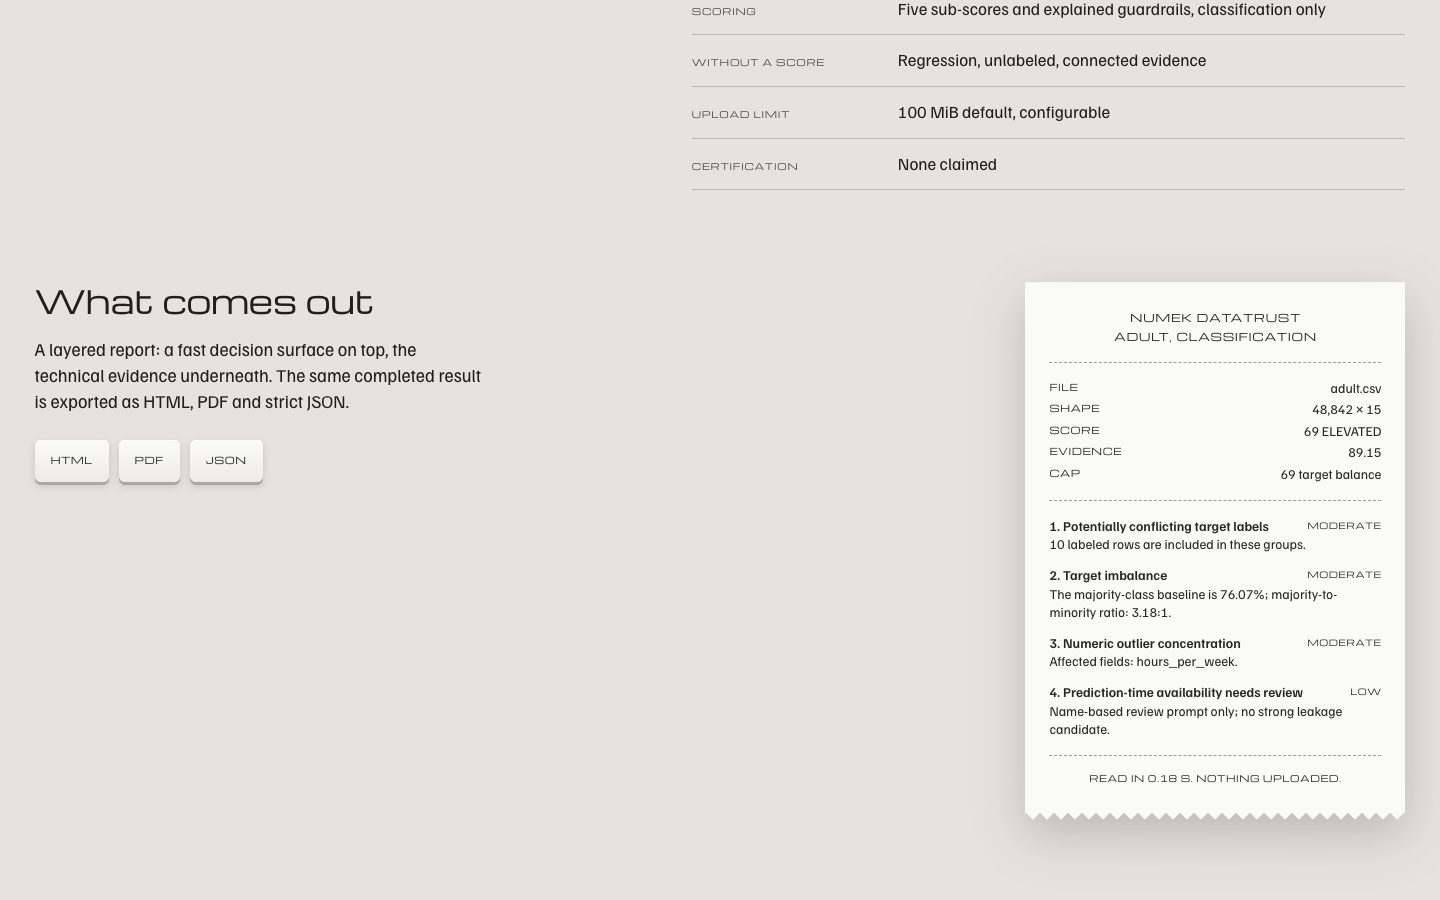 SCORING
Five sub-scores and explained guardrails, classification only
WITHOUT A SCORE
Regression, unlabeled, connected evidence
UPLOAD LIMIT
100 MiB default, configurable
CERTIFICATION
None claimed
What comes out
A layered report: a fast decision surface on top, the
technical evidence underneath. The same completed result
is exported as HTML, PDF and strict JSON.
HTML
PDF
JSON
NUMEK DATATRUST
ADULT, CLASSIFICATION
FILE adult.csv
SHAPE 48,842 × 15
SCORE 69 ELEVATED
EVIDENCE 89.15
CAP 69 target balance
1. Potentially conflicting target labels MODERATE
10 labeled rows are included in these groups.
2. Target imbalance MODERATE
The majority-class baseline is 76.07%; majority-to-
minority ratio: 3.18:1.
3. Numeric outlier concentration MODERATE
Affected fields: hours_per_week.
4. Prediction-time availability needs review LOW
Name-based review prompt only; no strong leakage
candidate.
READ IN 0.18 S. NOTHING UPLOADED.